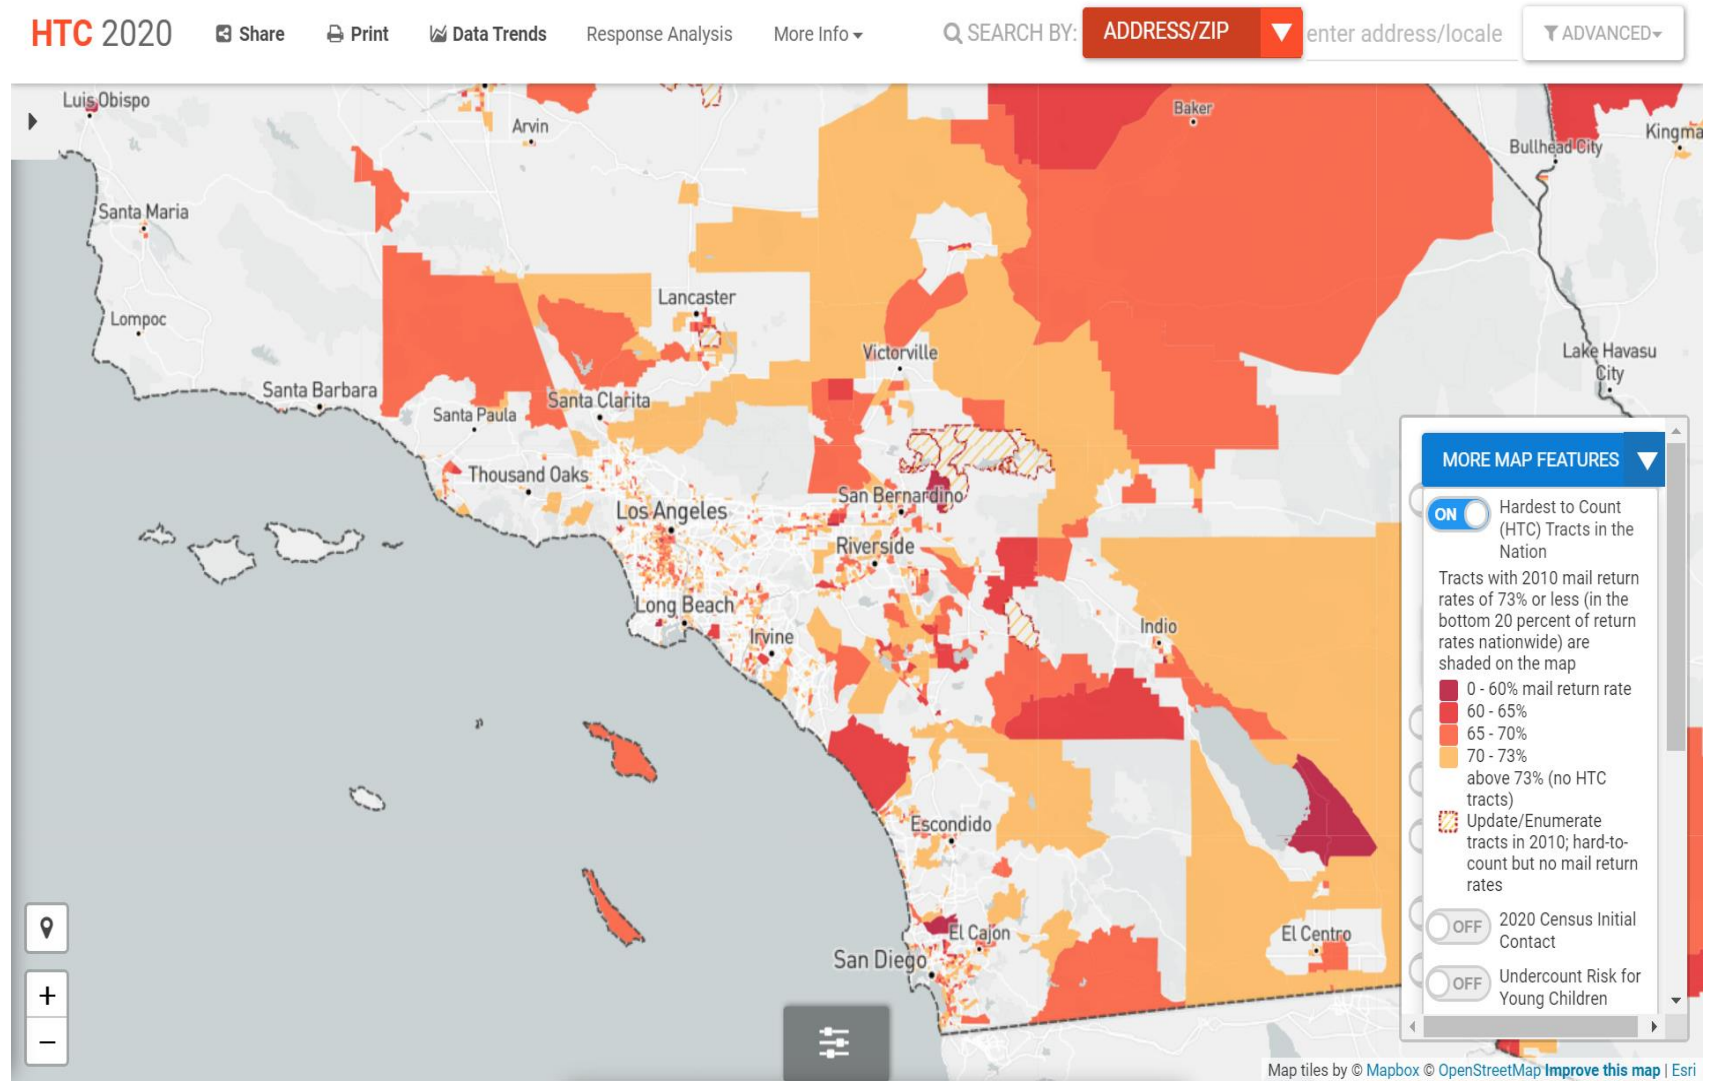 HTC 2020
Share
Print
Data Trends
Response Analysis
More Info
SEARCH BY:
ADDRESS/ZIP
enter address/locale
ADVANCED
Luis Obispo
Arvin
Baker
Bullhead City
Kingma
Santa Maria
Lancaster
Lompoc
Victorville
Lake Havasu
City
Santa Barbara
Santa Clarita
Santa Paula
Thousand Oaks
San Bernardino
Los Angeles
Riverside
Long Beach
Irvine
Indio
Escondido
El Cajon
El Centro
San Diego
MORE MAP FEATURES
ON
Hardest to Count
(HTC) Tracts in the
Nation
Tracts with 2010 mail return
rates of 73% or less (in the
bottom 20 percent of return
rates nationwide) are
shaded on the map
0 - 60% mail return rate
60 - 65%
65 - 70%
70 - 73%
above 73% (no HTC
tracts)
Update/Enumerate
tracts in 2010; hard-to-
count but no mail return
rates
OFF
2020 Census Initial
Contact
OFF
Undercount Risk for
Young Children
+
−
Map tiles by © Mapbox © OpenStreetMap Improve this map | Esri